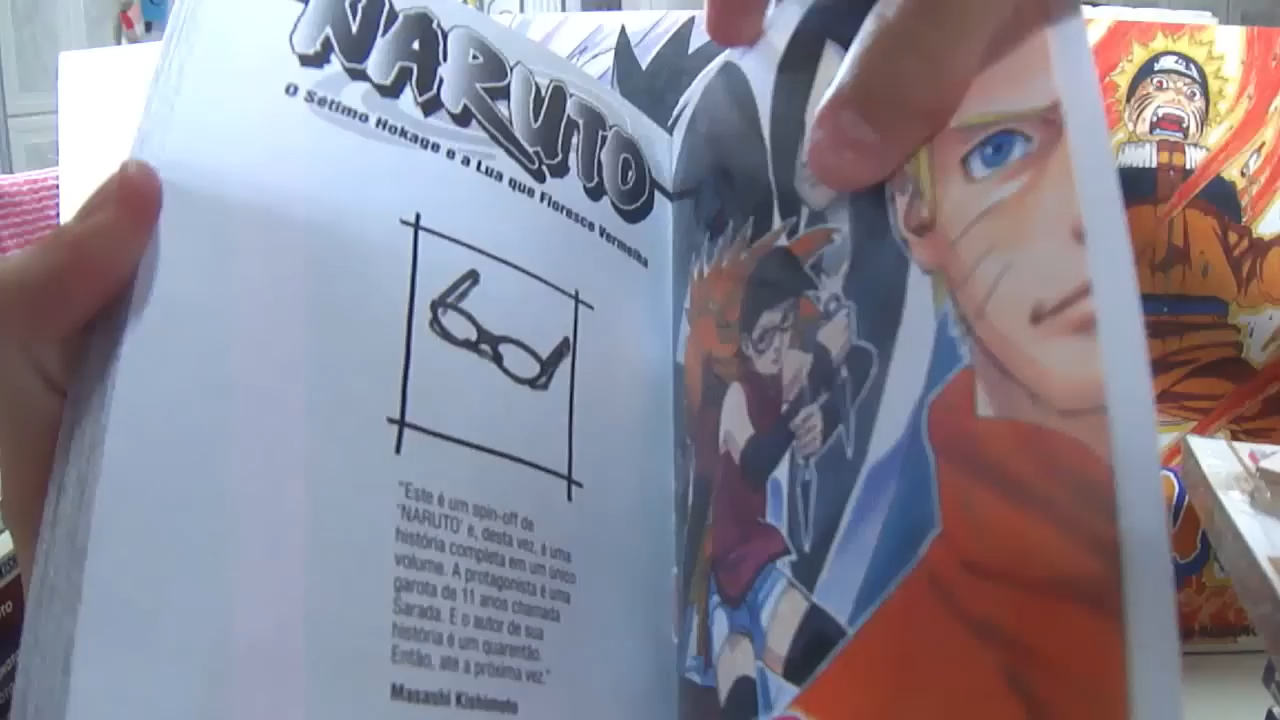 NARUTO
O Sétimo Hokage e a Lua que Floresce Vermelha
"Este é um spin-off de
'NARUTO' e, desta vez, é uma
história completa em um único
volume. A protagonista é uma
garota de 11 anos chamada
Sarada. E o autor de sua
história é um quarentão.
Então, até a próxima vez."
Masashi Kishimoto